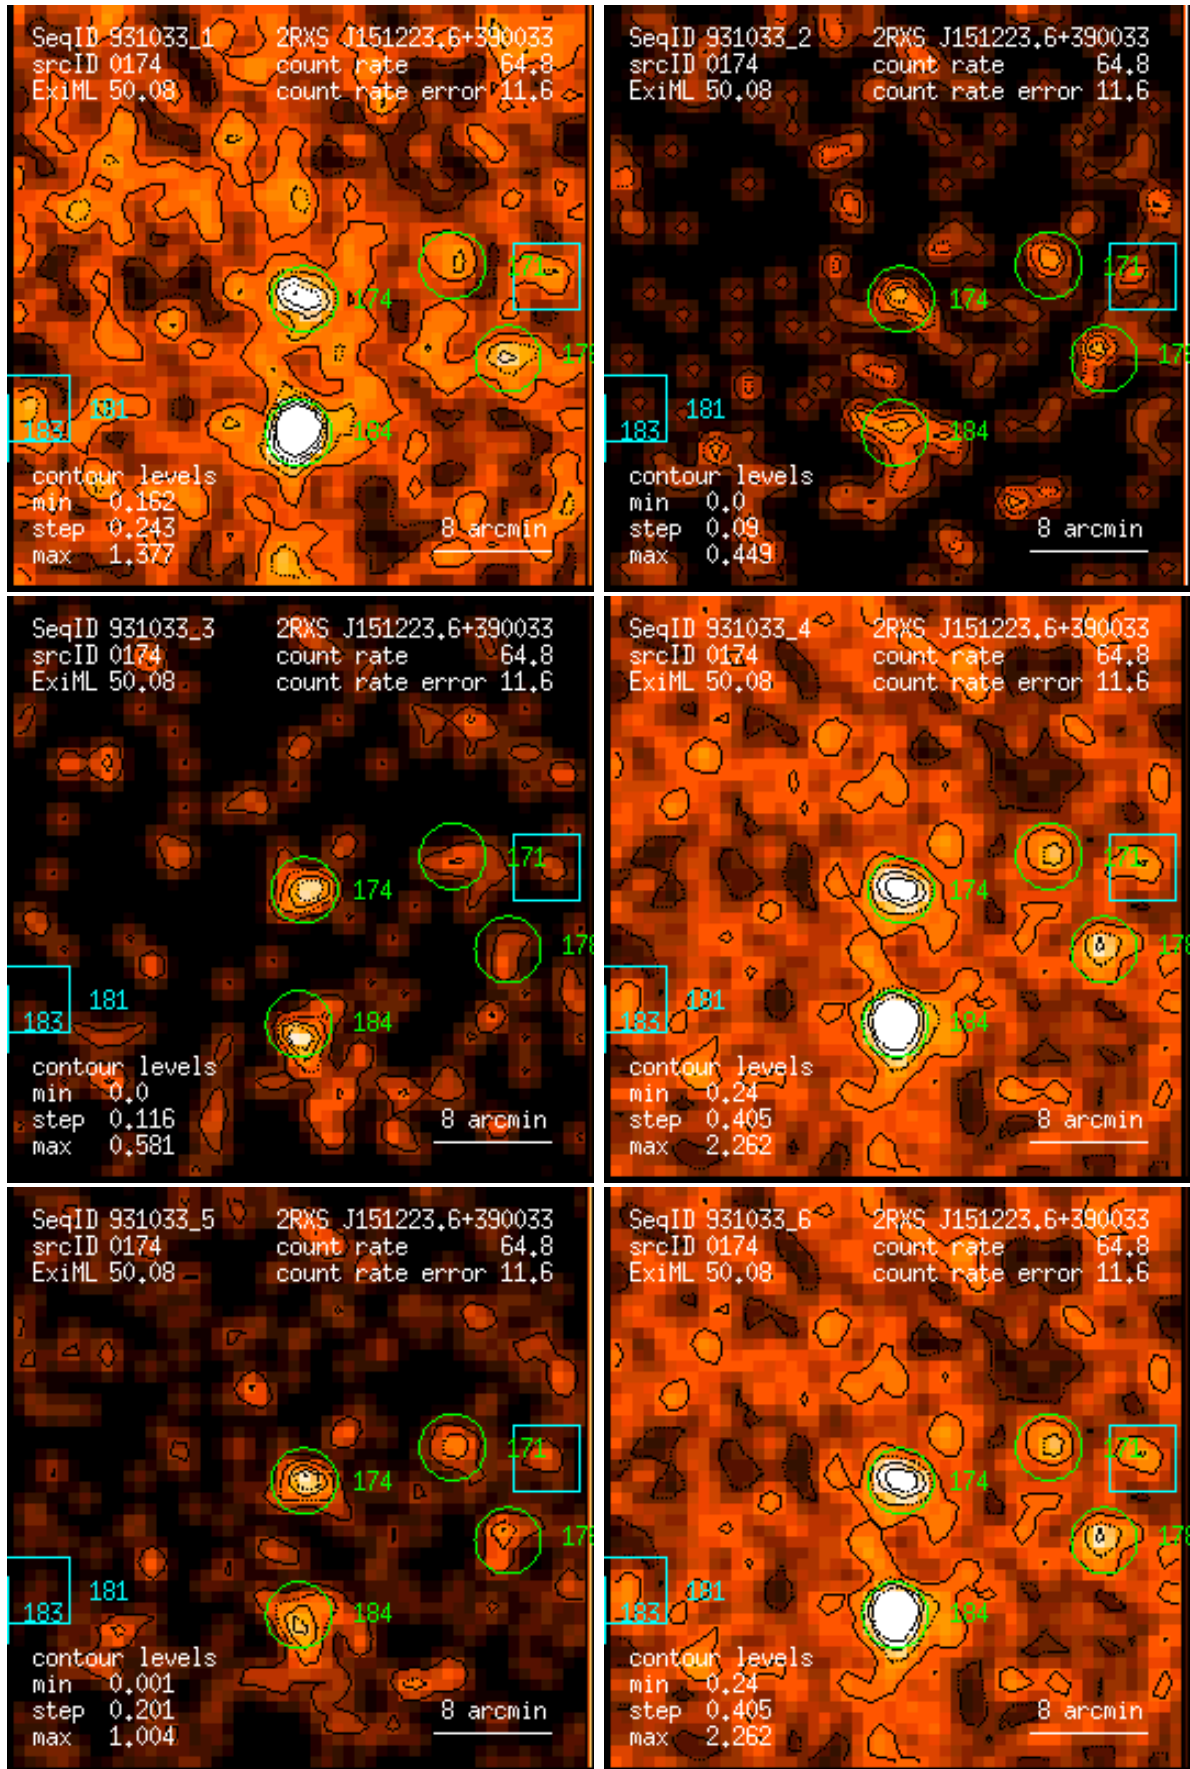 SeqID 931033_1 2RXS J151223.6+390033
srcID 0174 count rate 64.8
ExiML 50.08 count rate error 11.6
171
174
178
181
183
184
contour levels
min 0.162
step 0.243 8 arcmin
max 1.377
SeqID 931033_2 2RXS J151223.6+390033
srcID 0174 count rate 64.8
ExiML 50.08 count rate error 11.6
171
174
178
181
183
184
contour levels
min 0.0
step 0.09 8 arcmin
max 0.449
SeqID 931033_3 2RXS J151223.6+390033
srcID 0174 count rate 64.8
ExiML 50.08 count rate error 11.6
171
174
178
181
183
184
contour levels
min 0.0
step 0.116 8 arcmin
max 0.581
SeqID 931033_4 2RXS J151223.6+390033
srcID 0174 count rate 64.8
ExiML 50.08 count rate error 11.6
171
174
178
181
183
184
contour levels
min 0.24
step 0.405 8 arcmin
max 2.262
SeqID 931033_5 2RXS J151223.6+390033
srcID 0174 count rate 64.8
ExiML 50.08 count rate error 11.6
171
174
178
181
183
184
contour levels
min 0.001
step 0.201 8 arcmin
max 1.004
SeqID 931033_6 2RXS J151223.6+390033
srcID 0174 count rate 64.8
ExiML 50.08 count rate error 11.6
171
174
178
181
183
184
contour levels
min 0.24
step 0.405 8 arcmin
max 2.262